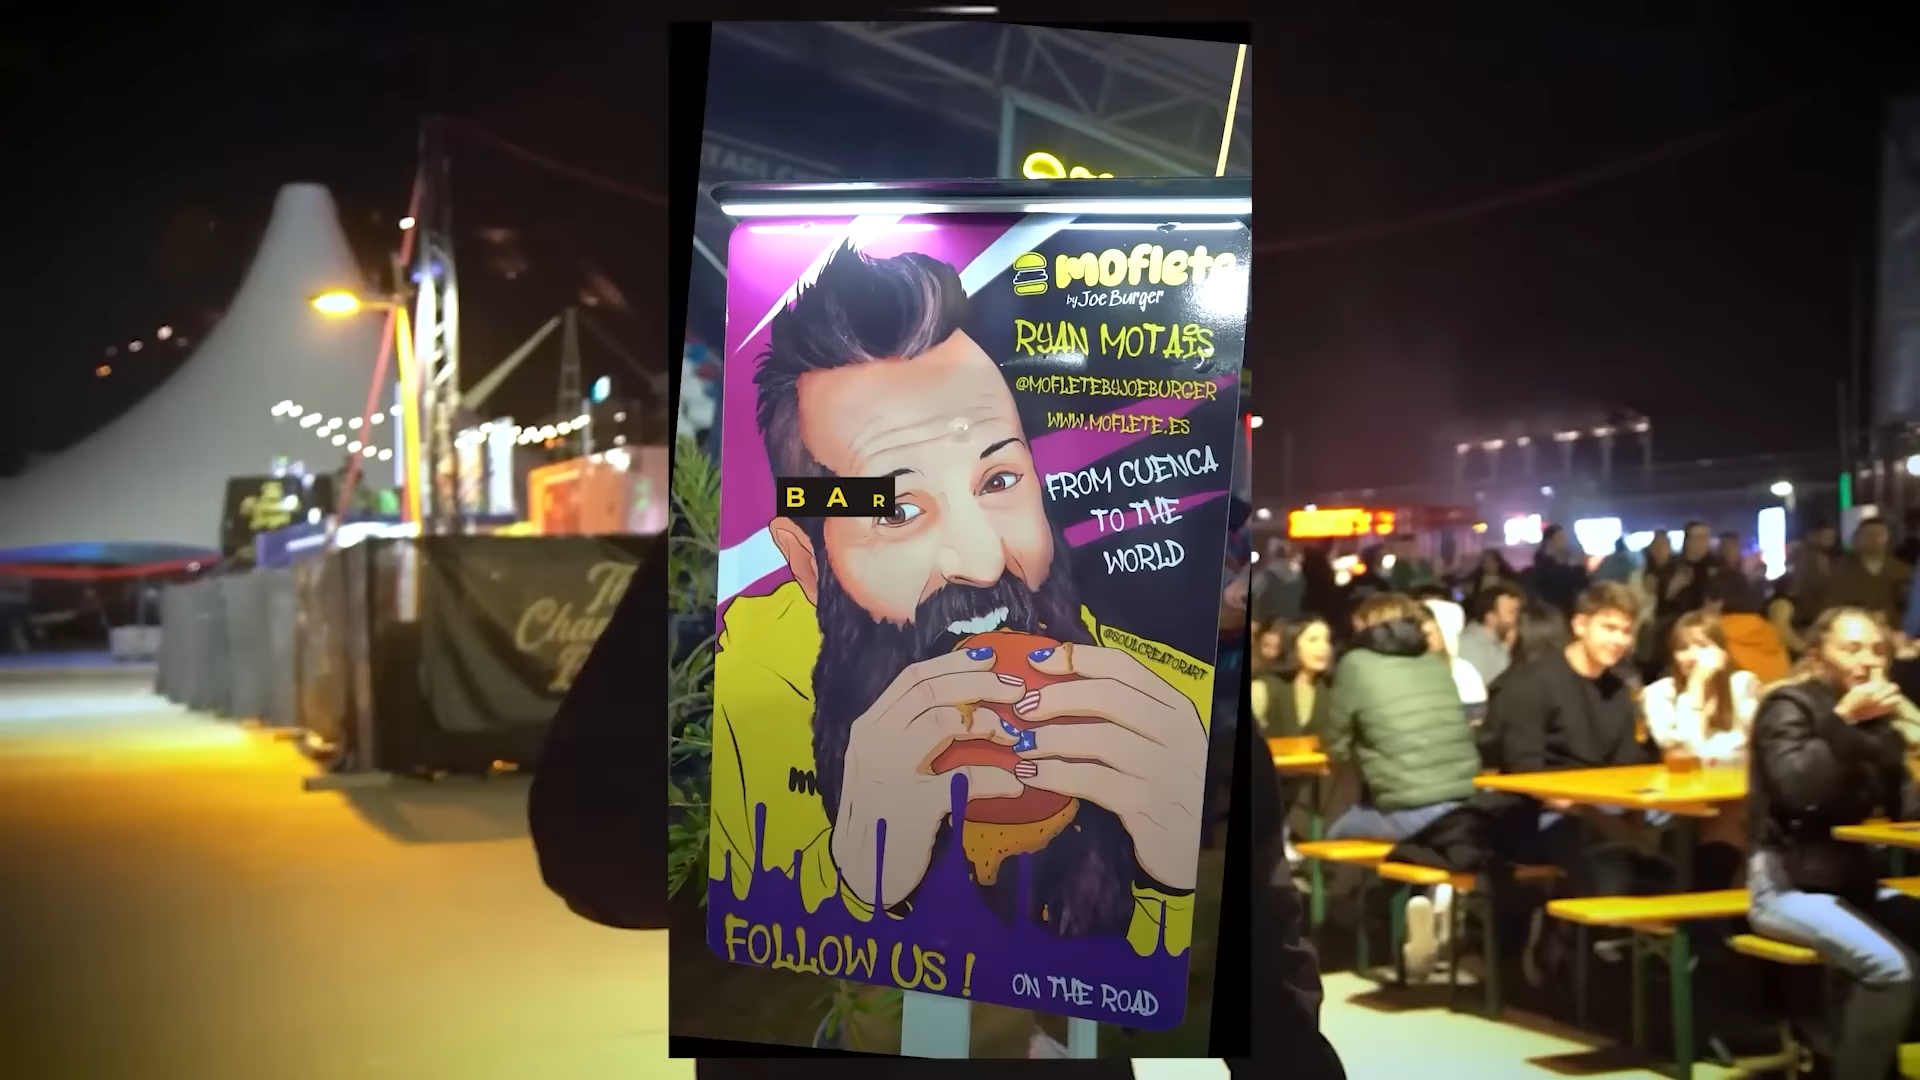 moflete
by Joe Burger
RYAN MOTAIS
@MOFLETEBYJOEBURGER
WWW.MOFLETE.ES
FROM CUENCA
TO THE
WORLD
BAR
@SOULCREATORART
FOLLOW US !
ON THE ROAD